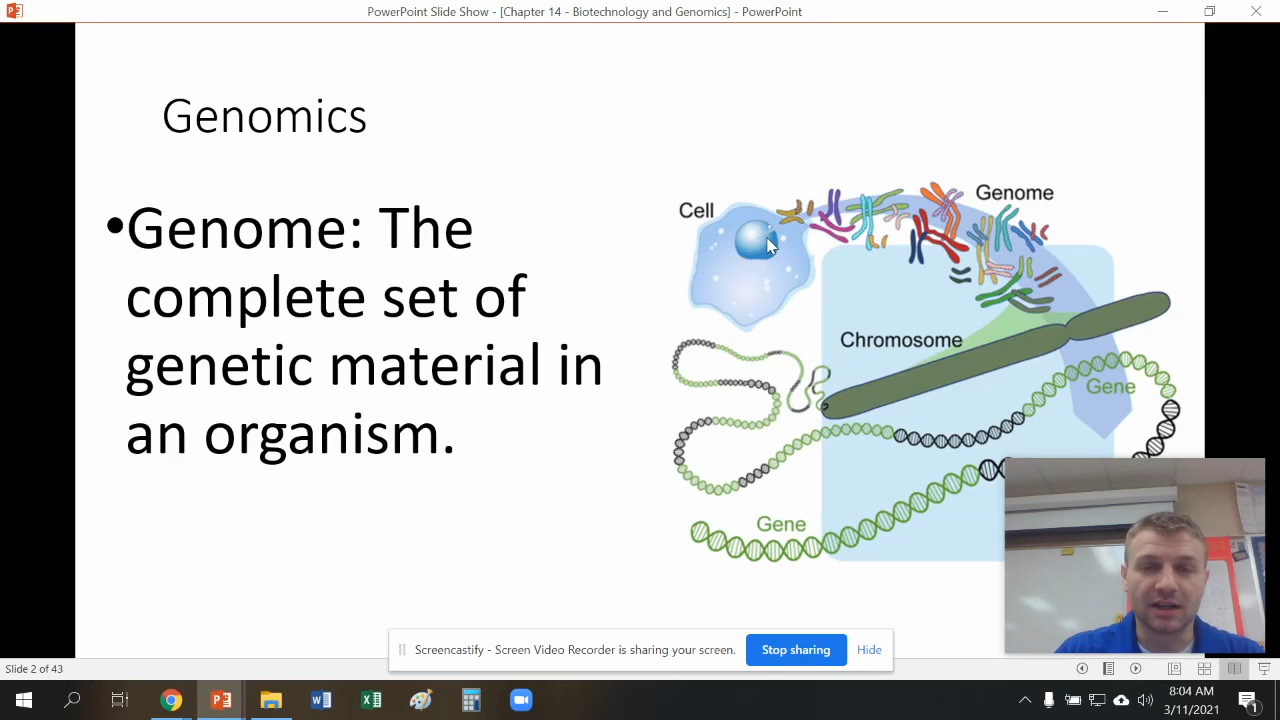 PowerPoint Slide Show - [Chapter 14 - Biotechnology and Genomics] - PowerPoint
Genomics
•Genome: The
complete set of
genetic material in
an organism.
Cell
Genome
Chromosome
Gene
Gene
Screencastify - Screen Video Recorder is sharing your screen.
Stop sharing
Hide
Slide 2 of 43
8:04 AM
3/11/2021
1